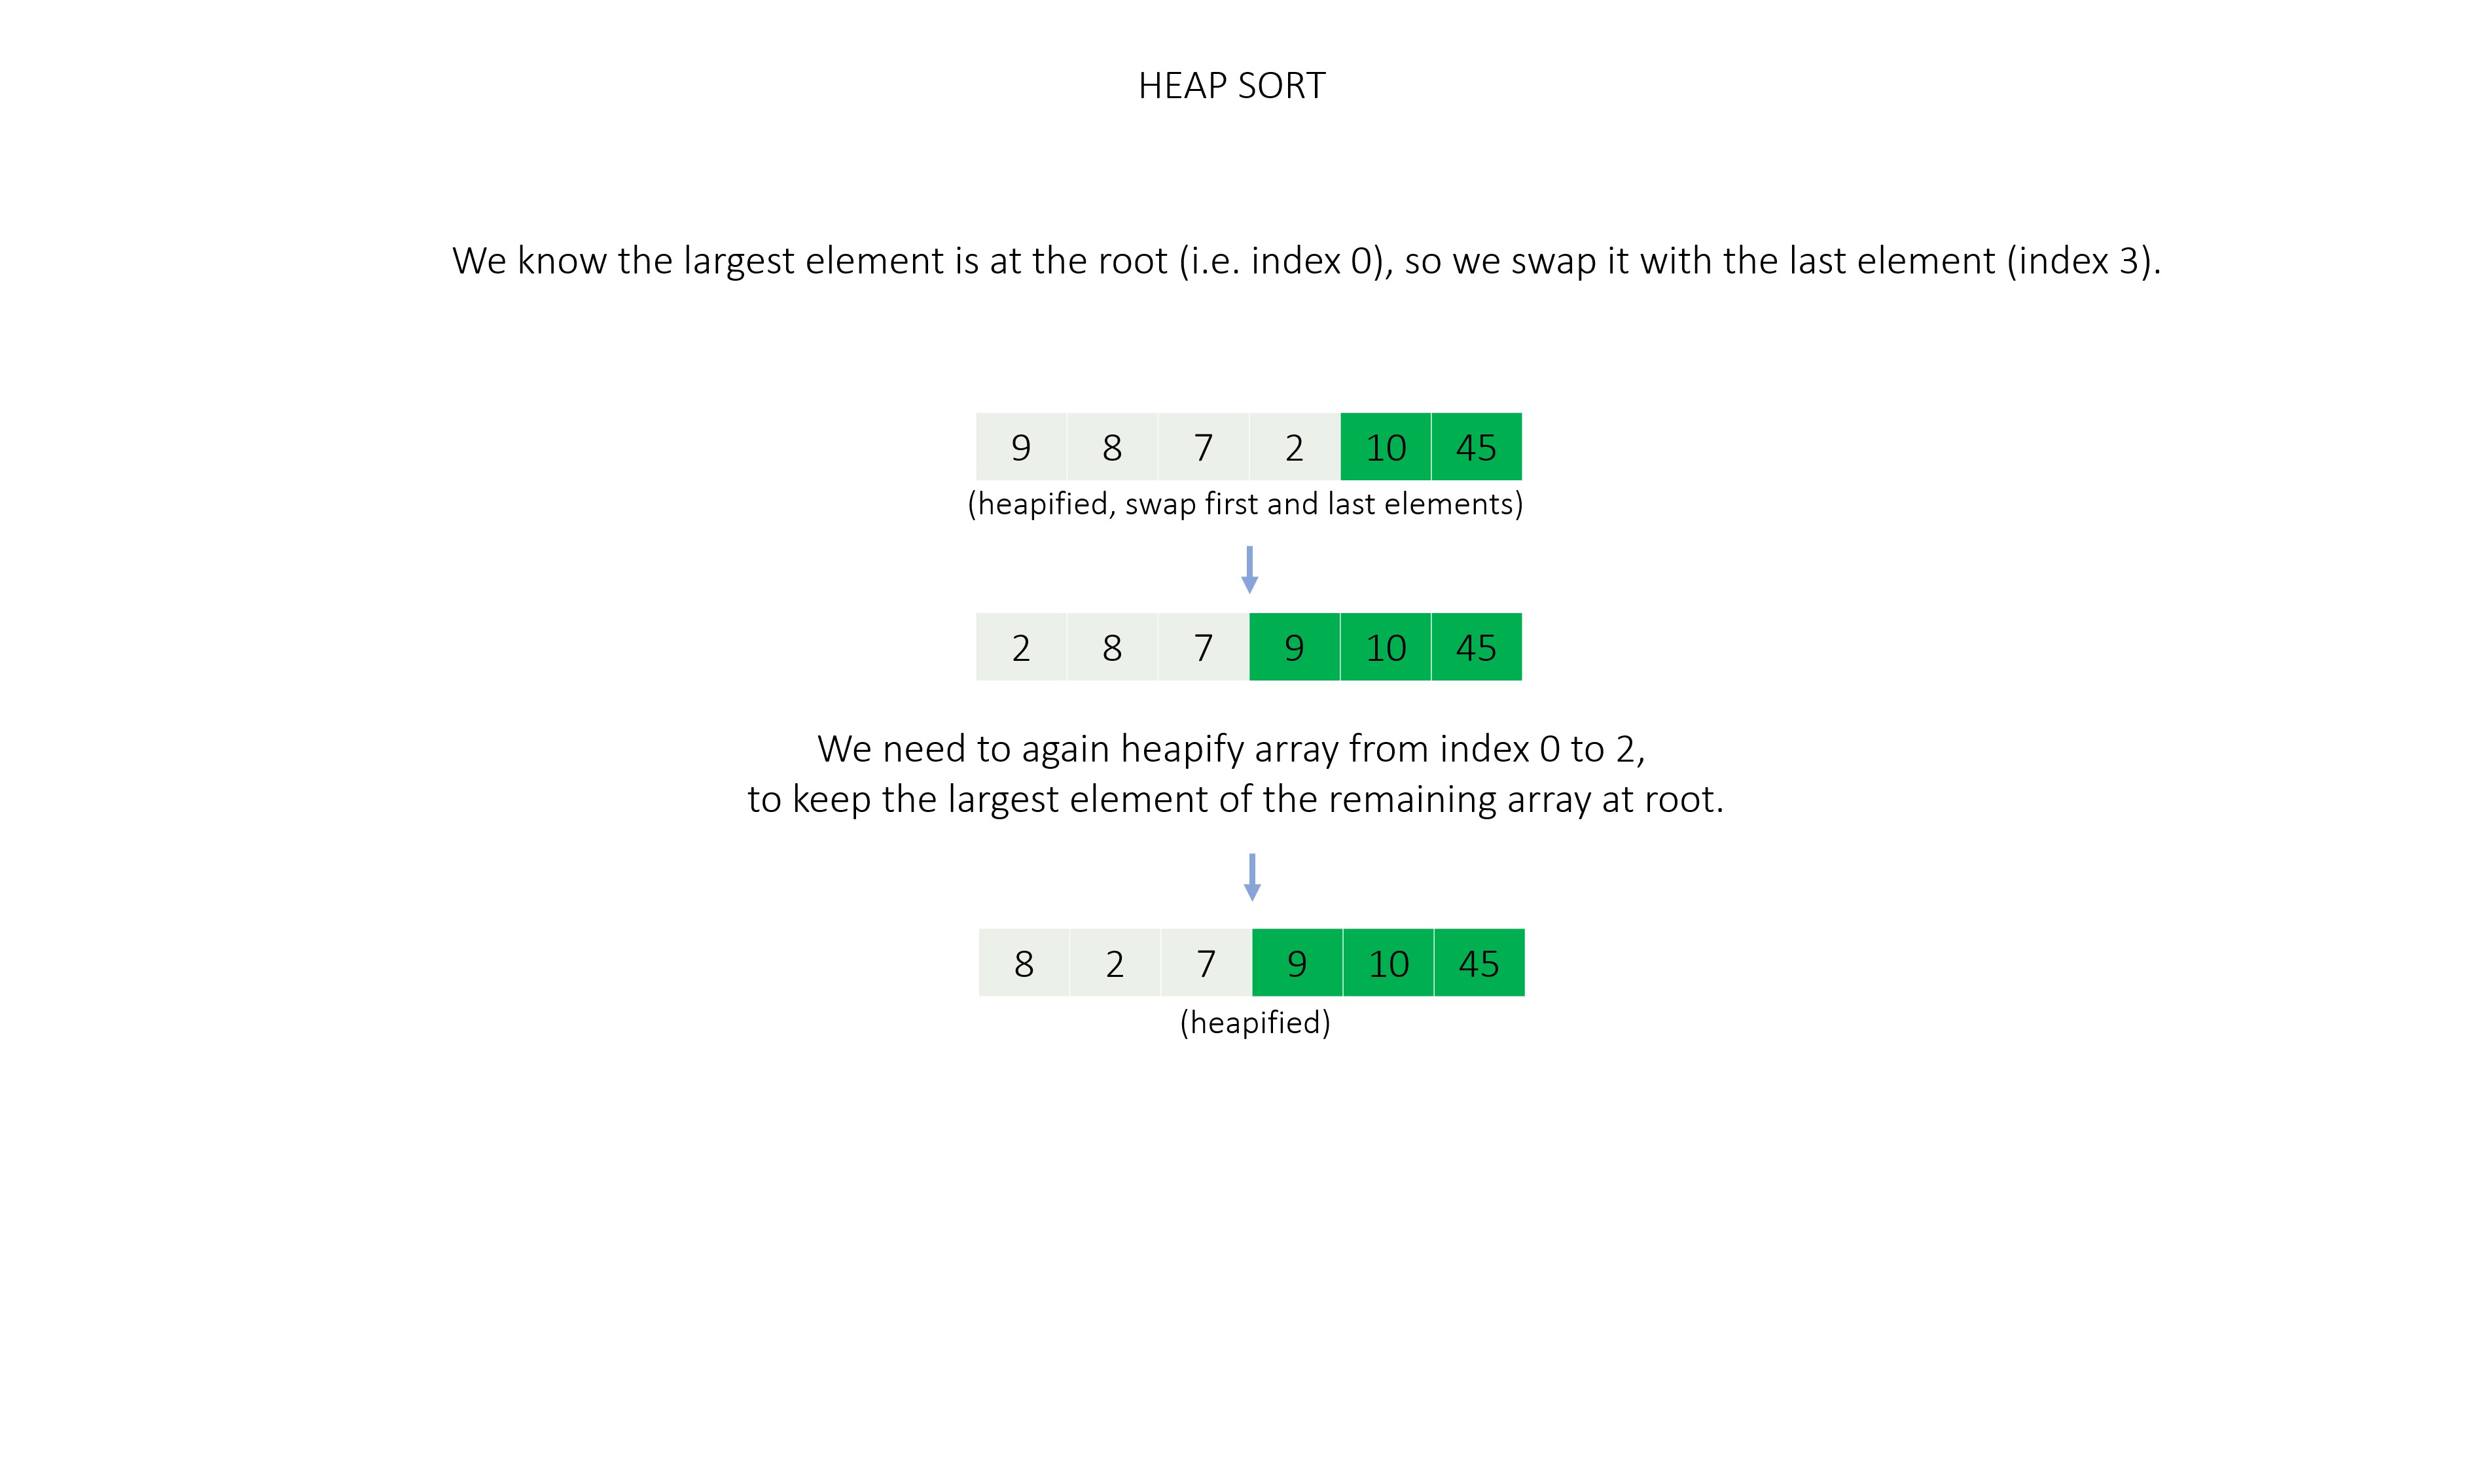 HEAP SORT
We know the largest element is at the root (i.e. index 0), so we swap it with the last element (index 3).
9 8 7 2 10 45
(heapified, swap first and last elements)
2 8 7 9 10 45
We need to again heapify array from index 0 to 2,
to keep the largest element of the remaining array at root.
8 2 7 9 10 45
(heapified)